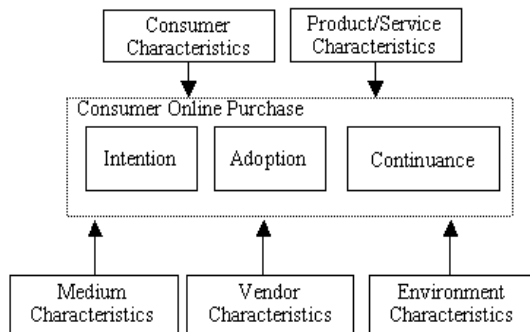 Consumer
Characteristics
Product/Service
Characteristics
Consumer Online Purchase
Intention
Adoption
Continuance
Medium
Characteristics
Vendor
Characteristics
Environment
Characteristics